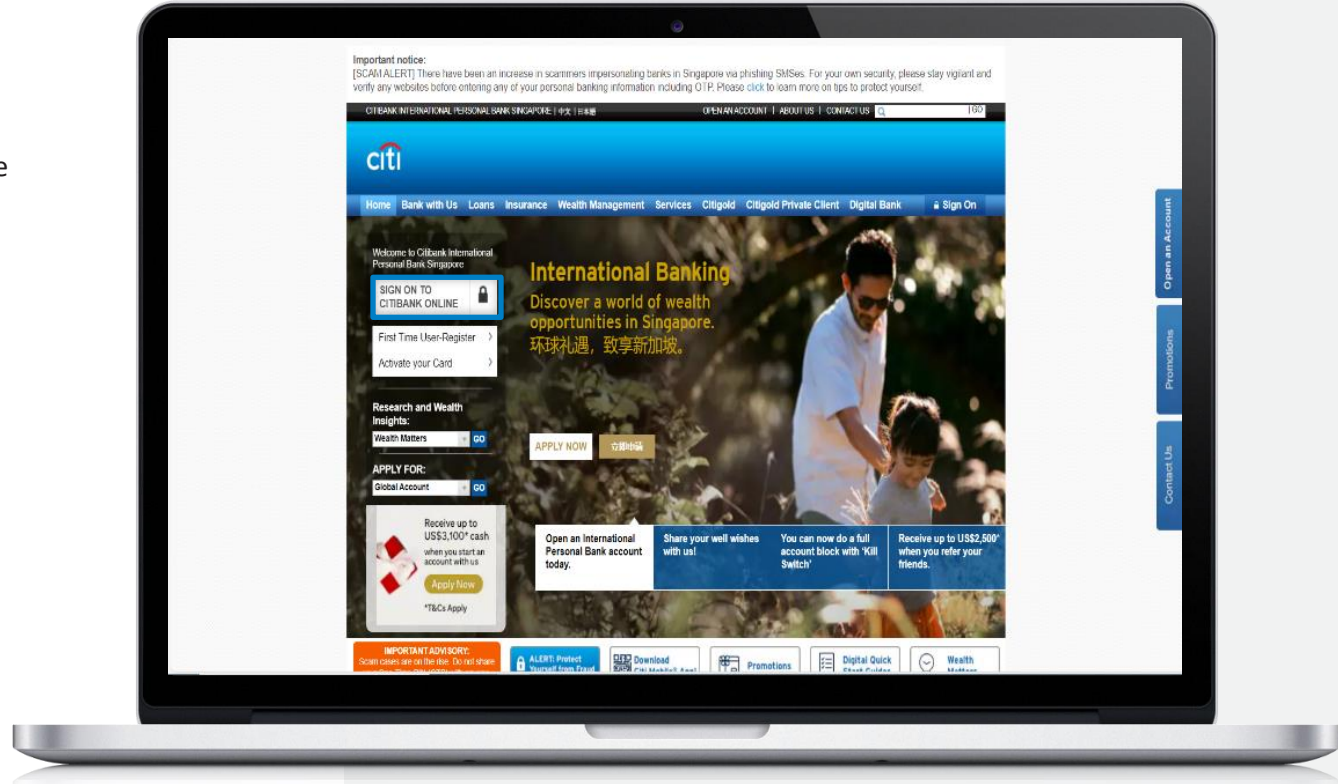 e
Important notice:
[SCAM ALERT] There have been an increase in scammers impersonating banks in Singapore via phishing SMSes. For your own security, please stay vigilant and
verify any websites before entering any of your personal banking information including OTP. Please click to learn more on tips to protect yourself.
CITIBANK INTERNATIONAL PERSONAL BANK SINGAPORE | 中文 | 日本語
OPEN AN ACCOUNT | ABOUT US | CONTACT US GO
citi
Home Bank with Us Loans Insurance Wealth Management Services Citigold Citigold Private Client Digital Bank Sign On
Welcome to Citibank International
Personal Bank Singapore
SIGN ON TO
CITIBANK ONLINE
First Time User-Register
Activate your Card
Research and Wealth
Insights:
Wealth Matters GO
APPLY FOR:
Global Account GO
Receive up to
US$3,100* cash
when you start an
account with us
Apply Now
*T&Cs Apply
International Banking
Discover a world of wealth
opportunities in Singapore.
环球礼遇，致享新加坡。
APPLY NOW 立即申请
Open an International
Personal Bank account
today.
Share your well wishes
with us!
You can now do a full
account block with 'Kill
Switch'
Receive up to US$2,500*
when you refer your
friends.
IMPORTANT ADVISORY:
Scam cases are on the rise. Do not share
ALERT: Protect
Yourself from Fraud
Download
Citi Mobile® App!
Promotions
Digital Quick
Start Guides
Wealth
Matters
Open an Account
Promotions
Contact Us